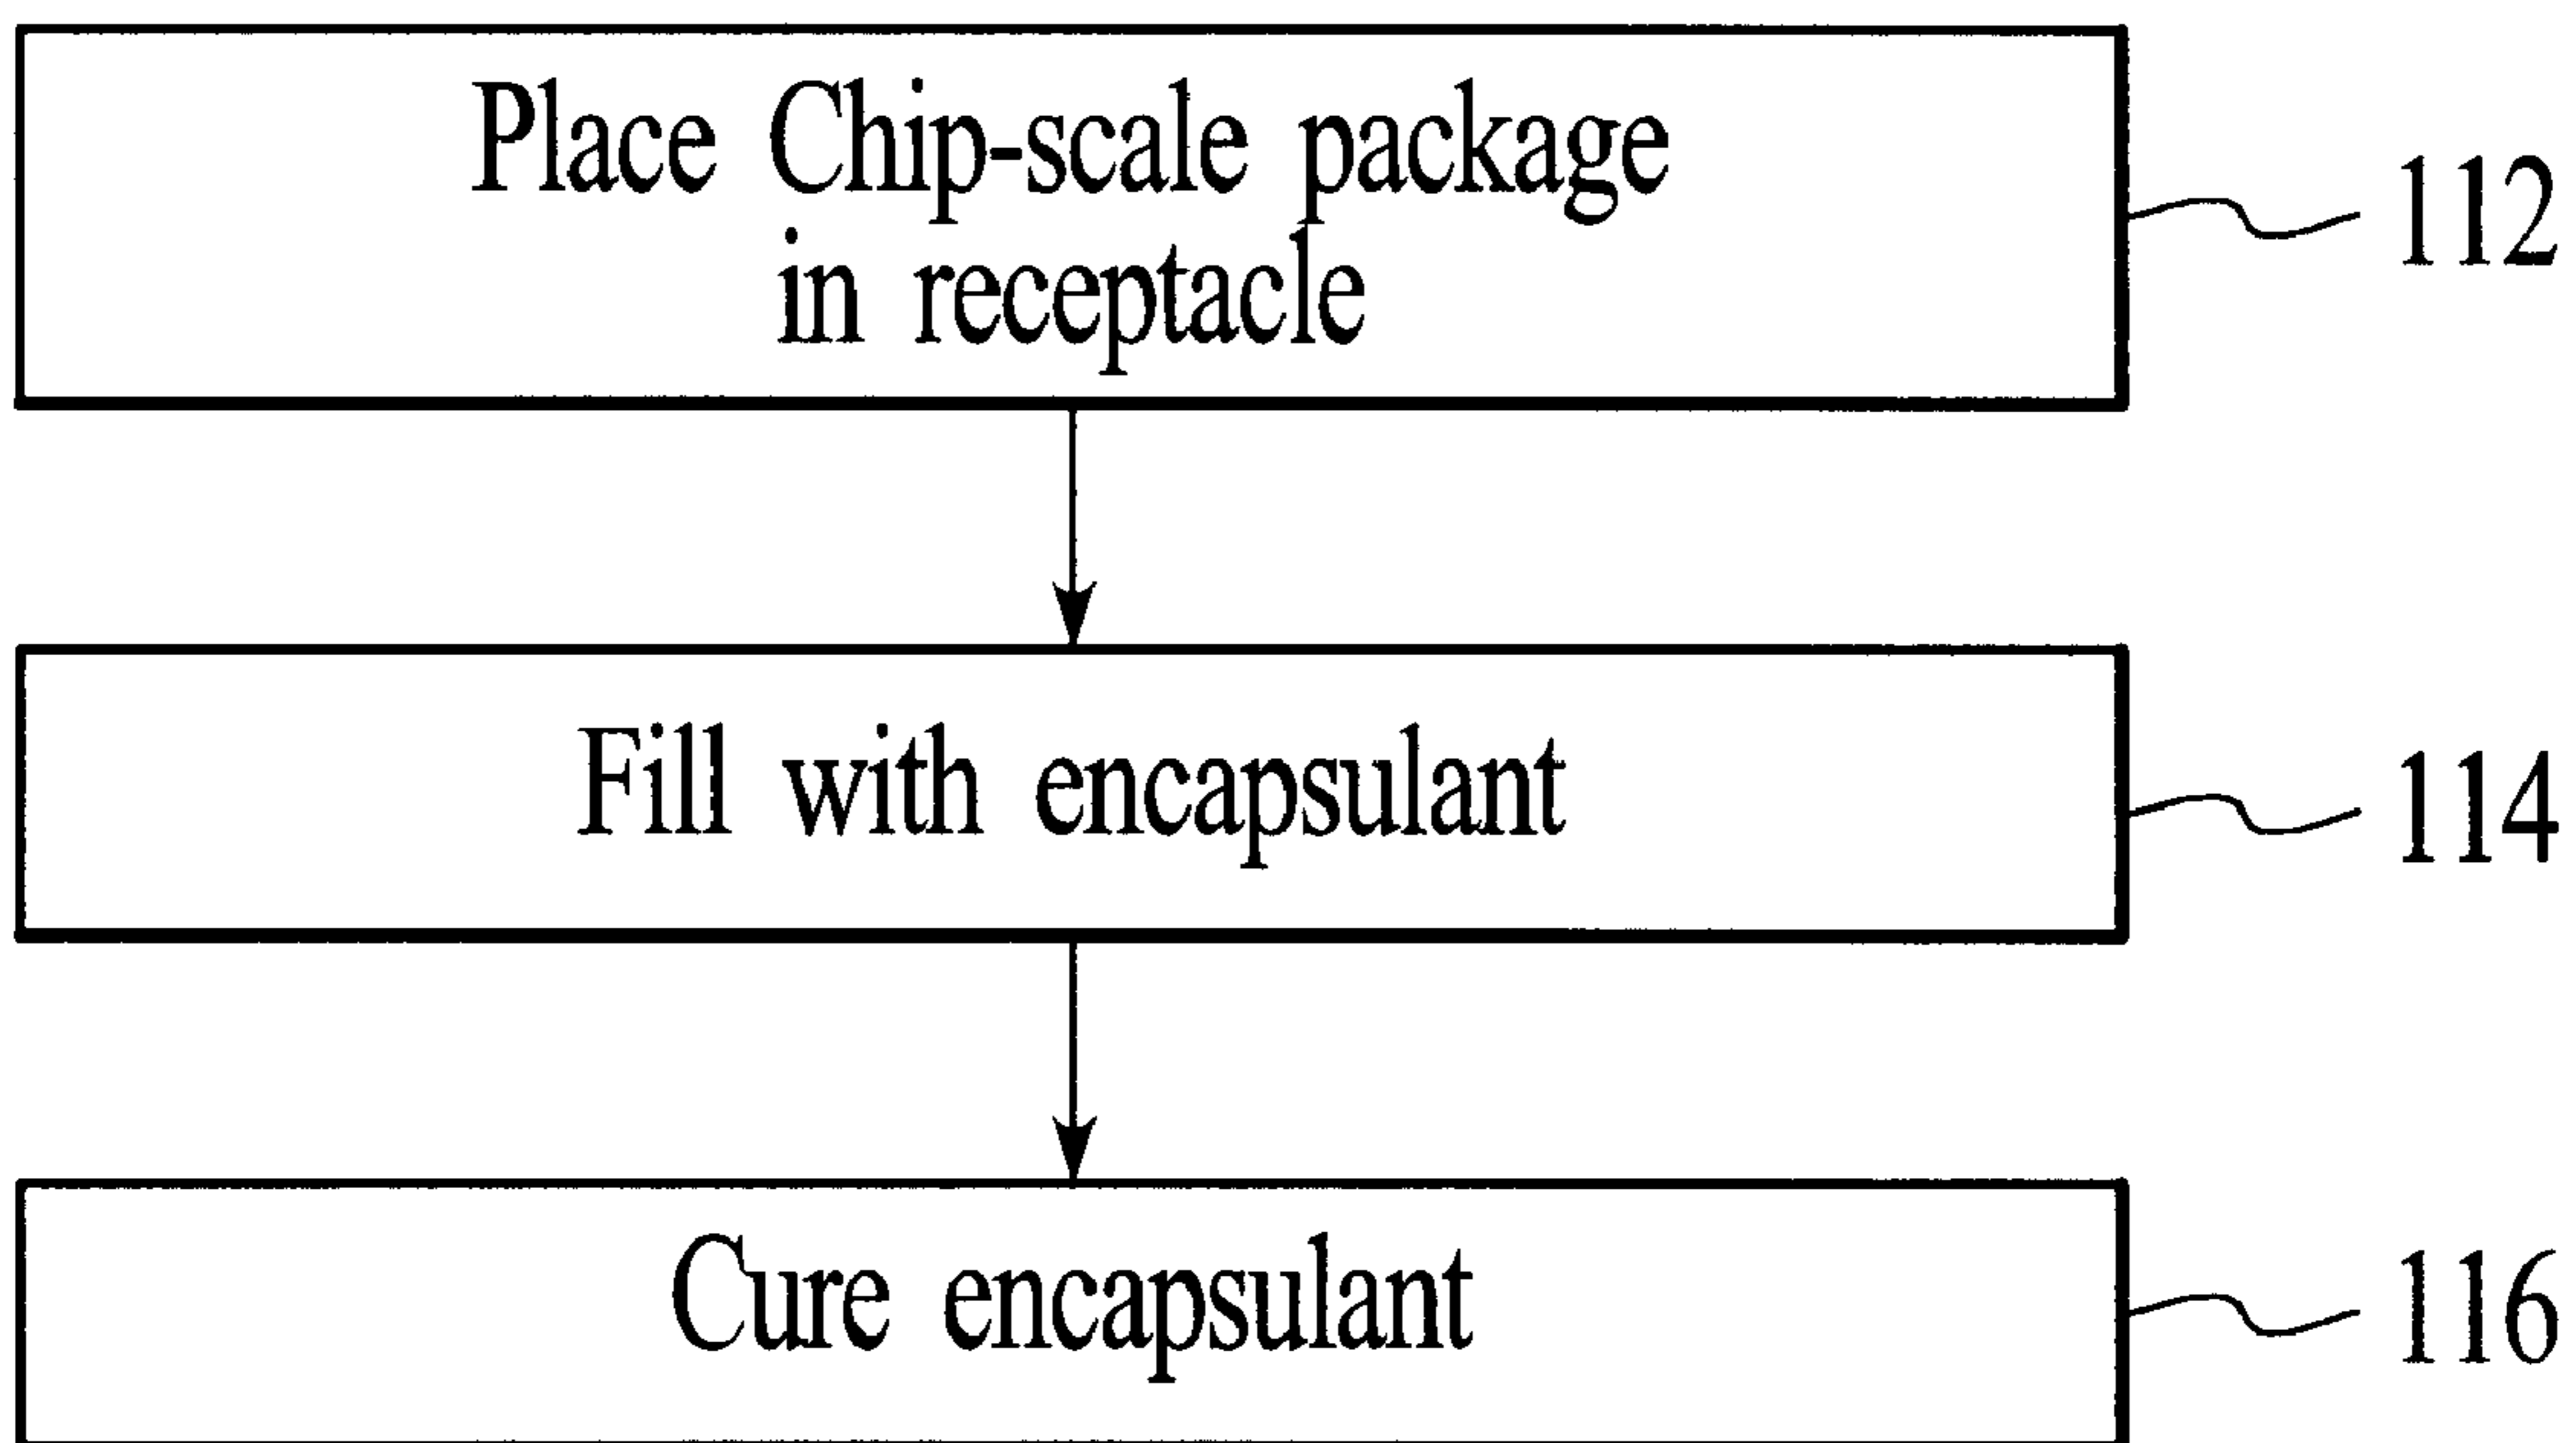 Place Chip-scale package
in receptacle
112
Fill with encapsulant
114
Cure encapsulant
116